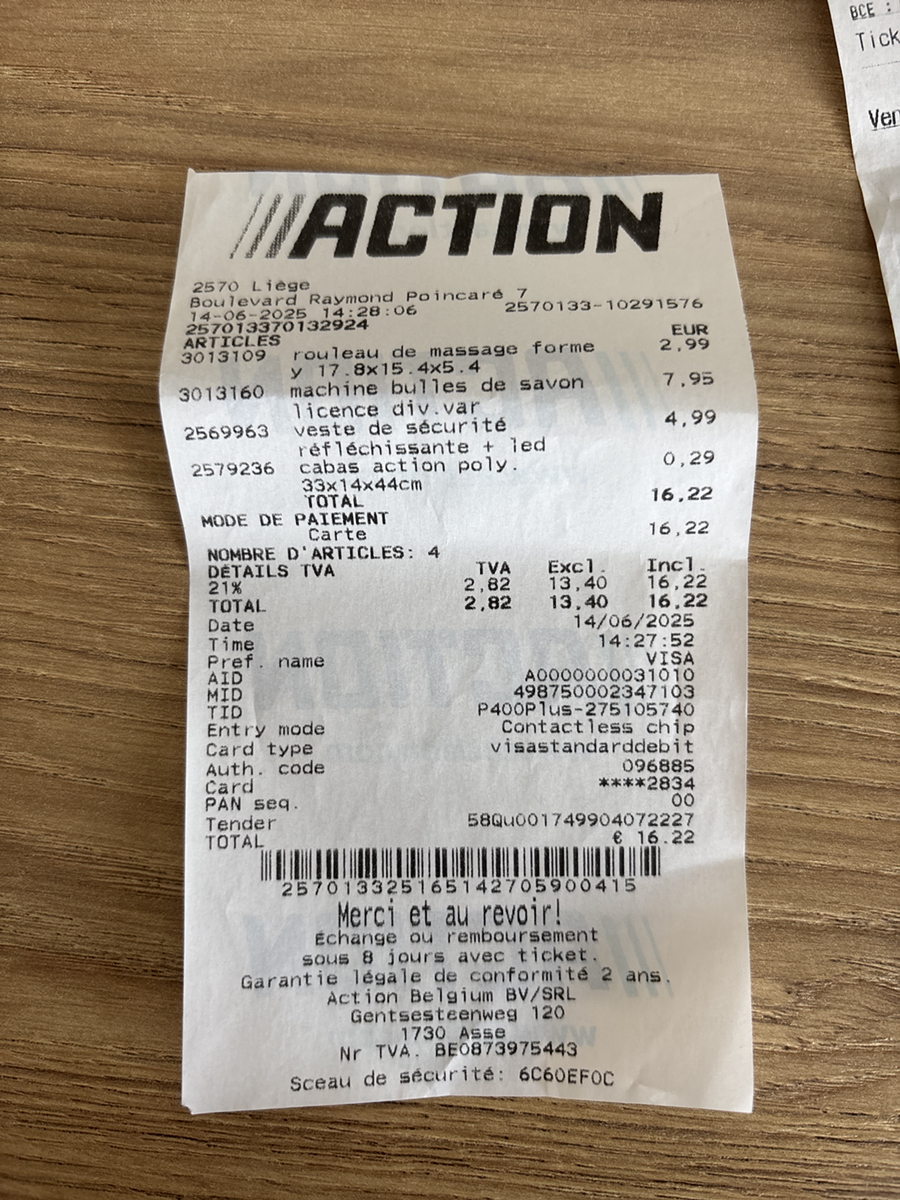 ACTION
2570 Liège
Boulevard Raymond Poincaré 7
14-06-2025 14:28:06 2570133-10291576
257013370132924
ARTICLES EUR
3013109 rouleau de massage forme 2,99
y 17.8x15.4x5.4
3013160 machine bulles de savon 7,95
licence div.var
2569963 veste de sécurité 4,99
réfléchissante + led
2579236 cabas action poly. 0,29
33x14x44cm
TOTAL 16,22
MODE DE PAIEMENT
Carte 16,22
NOMBRE D'ARTICLES: 4
DÉTAILS TVA TVA Excl. Incl.
21% 2,82 13,40 16,22
TOTAL 2,82 13,40 16,22
Date 14/06/2025
Time 14:27:52
Pref. name VISA
AID A0000000031010
MID 498750002347103
TID P400Plus-275105740
Entry mode Contactless chip
Card type visastandarddebit
Auth. code 096885
Card ****2834
PAN seq. 00
Tender 58Qu001749904072227
TOTAL € 16.22
257013325165142705900415
Merci et au revoir!
Échange ou remboursement
sous 8 jours avec ticket.
Garantie légale de conformité 2 ans.
Action Belgium BV/SRL
Gentsesteenweg 120
1730 Asse
Nr TVA. BE0873975443
Sceau de sécurité: 6C60EF0C
BCE :
Tick
Ver